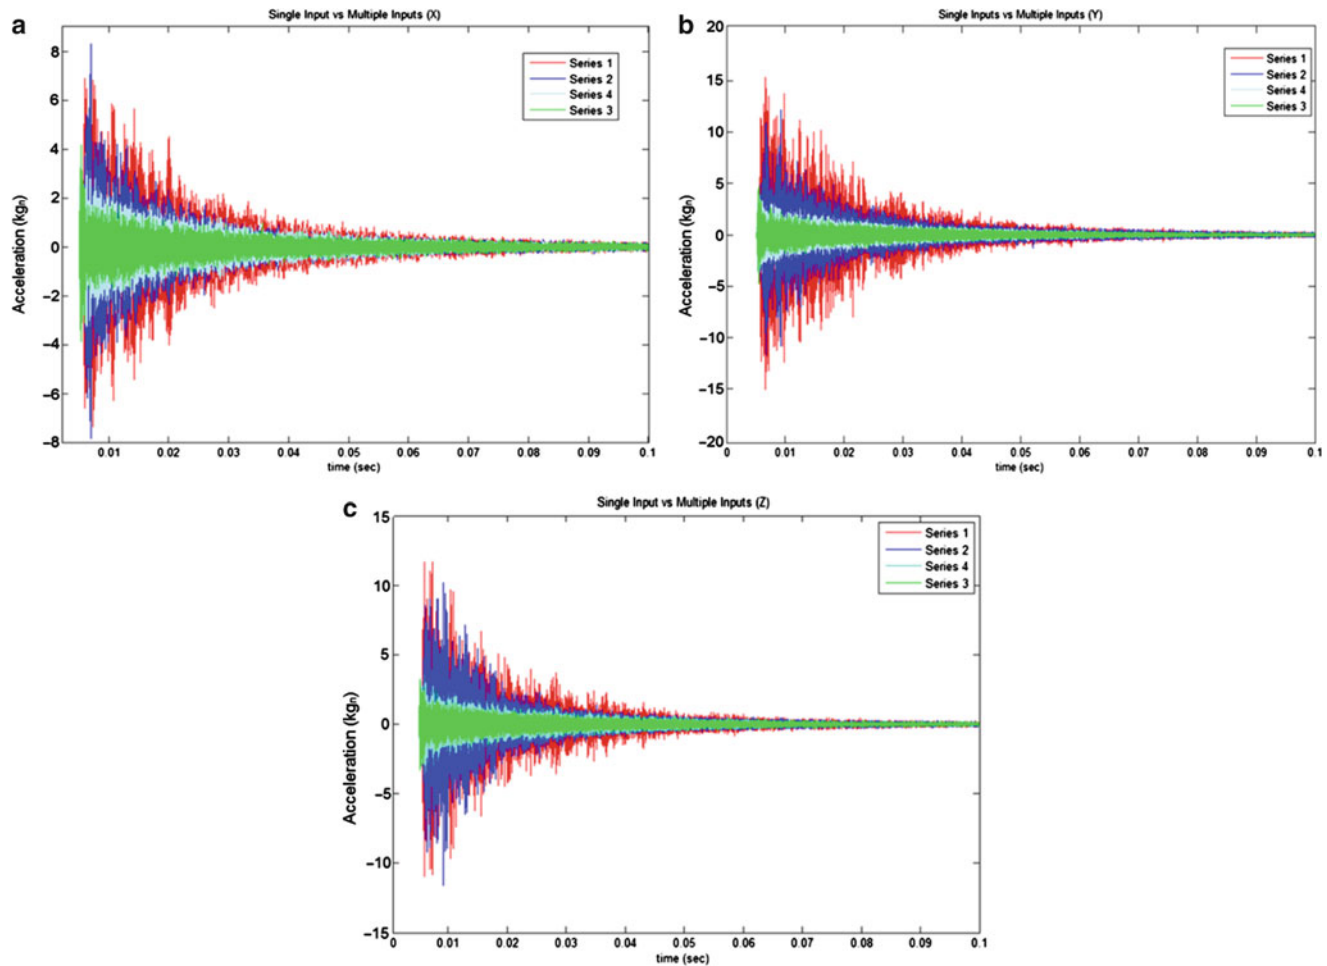 a
Single Input vs Multiple Inputs (X)
8
6
4
2
0
−2
−4
−6
−8
Acceleration (kgn)
0.01 0.02 0.03 0.04 0.05 0.06 0.07 0.08 0.09 0.1
time (sec)
Series 1
Series 2
Series 4
Series 3
b
Single Inputs vs Multiple Inputs (Y)
20
15
10
5
0
−5
−10
−15
−20
Acceleration (kgn)
0 0.01 0.02 0.03 0.04 0.05 0.06 0.07 0.08 0.09 0.1
time (sec)
Series 1
Series 2
Series 4
Series 3
c
Single Input vs Multiple Inputs (Z)
15
10
5
0
−5
−10
−15
Acceleration (kgn)
0 0.01 0.02 0.03 0.04 0.05 0.06 0.07 0.08 0.09 0.1
time (sec)
Series 1
Series 2
Series 4
Series 3